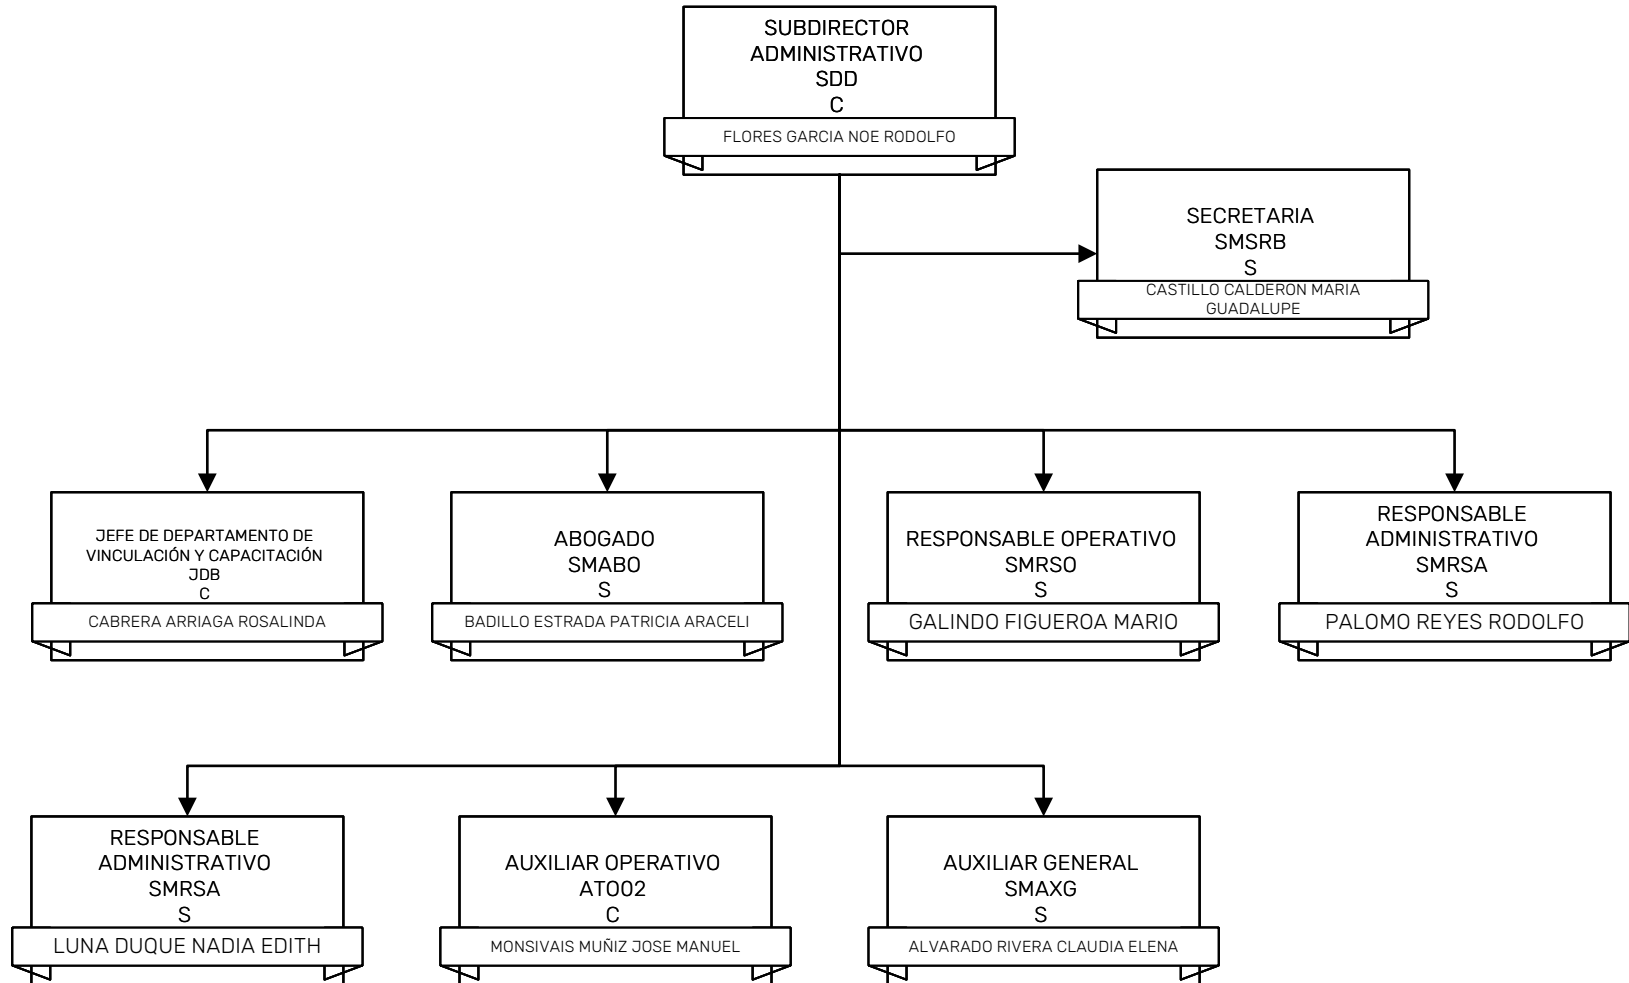 SUBDIRECTOR
ADMINISTRATIVO
SDD
C
FLORES GARCIA NOE RODOLFO
SECRETARIA
SMSRB
S
CASTILLO CALDERON MARIA
GUADALUPE
JEFE DE DEPARTAMENTO DE
VINCULACIÓN Y CAPACITACIÓN
JDB
C
CABRERA ARRIAGA ROSALINDA
ABOGADO
SMABO
S
BADILLO ESTRADA PATRICIA ARACELI
RESPONSABLE OPERATIVO
SMRSO
S
GALINDO FIGUEROA MARIO
RESPONSABLE
ADMINISTRATIVO
SMRSA
S
PALOMO REYES RODOLFO
RESPONSABLE
ADMINISTRATIVO
SMRSA
S
LUNA DUQUE NADIA EDITH
AUXILIAR OPERATIVO
ATO02
C
MONSIVAIS MUÑIZ JOSE MANUEL
AUXILIAR GENERAL
SMAXG
S
ALVARADO RIVERA CLAUDIA ELENA